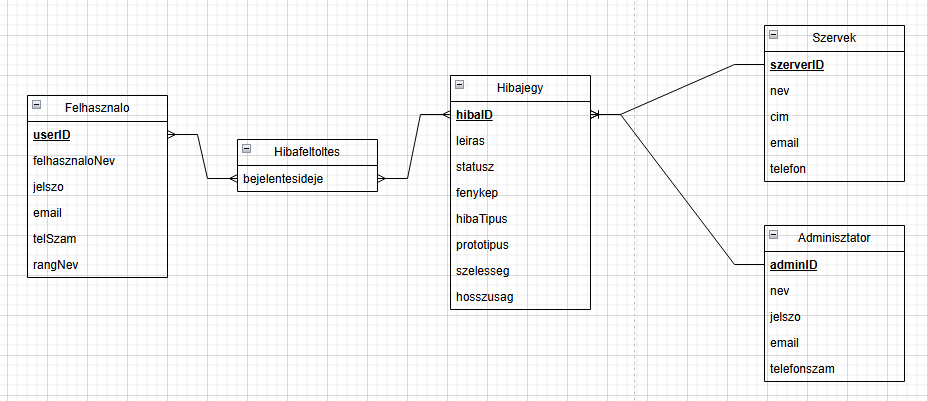 Felhasznalo
userID
felhasznaloNev
jelszo
email
telSzam
rangNev
Hibafeltoltes
bejelentesideje
Hibajegy
hibaID
leiras
statusz
fenykep
hibaTipus
prototipus
szelesseg
hosszusag
Szervek
szerverID
nev
cim
email
telefon
Adminisztator
adminID
nev
jelszo
email
telefonszam